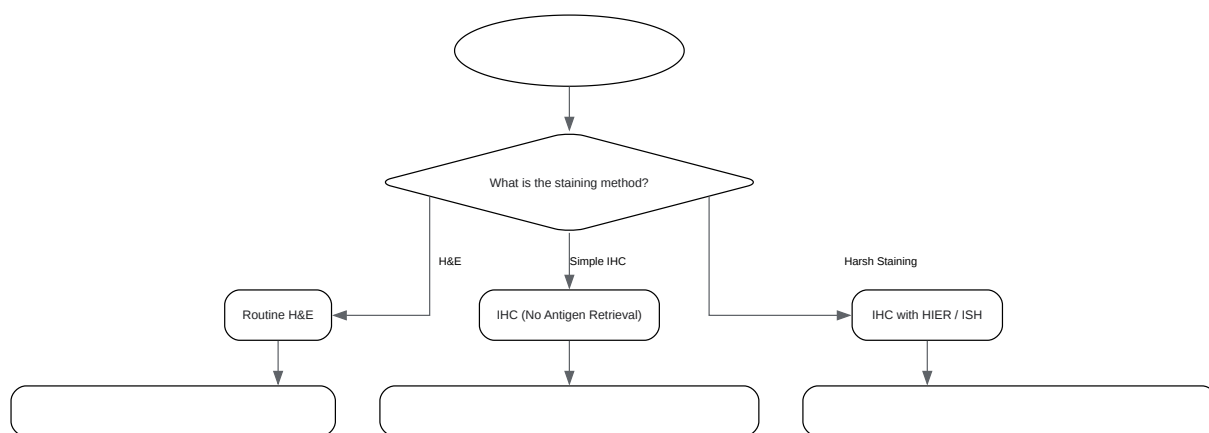 What is the staining method?
H&E
Simple IHC
Harsh Staining
Routine H&E
IHC (No Antigen Retrieval)
IHC with HIER / ISH